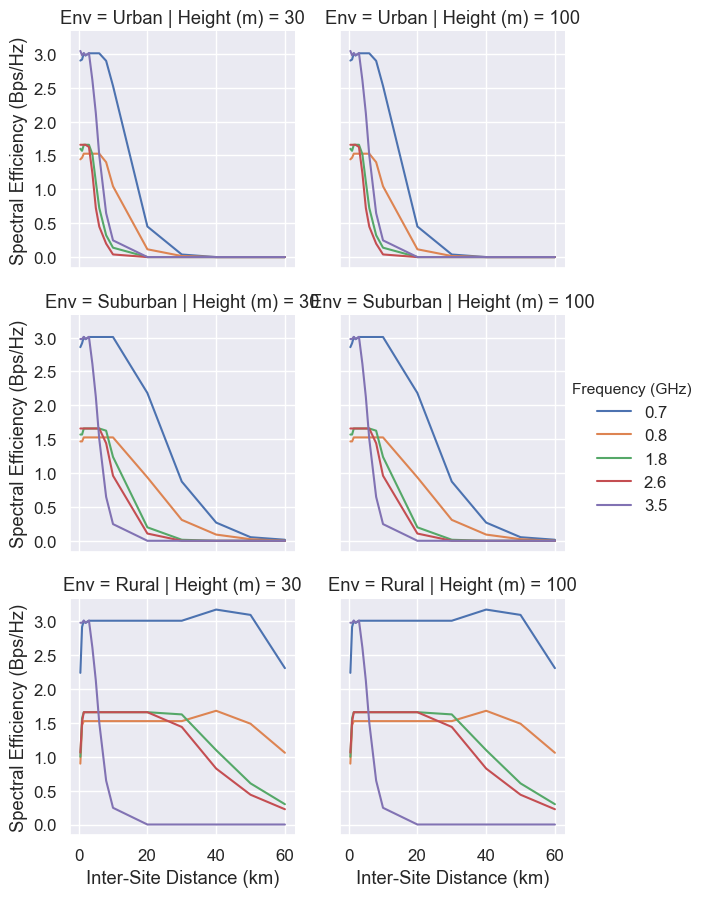 Env = Urban | Height (m) = 30
Env = Urban | Height (m) = 100
Spectral Efficiency (Bps/Hz)
3.0
2.5
2.0
1.5
1.0
0.5
0.0
Env = Suburban | Height (m) = 30
Env = Suburban | Height (m) = 100
Spectral Efficiency (Bps/Hz)
3.0
2.5
2.0
1.5
1.0
0.5
0.0
Frequency (GHz)
0.7
0.8
1.8
2.6
3.5
Env = Rural | Height (m) = 30
Env = Rural | Height (m) = 100
Spectral Efficiency (Bps/Hz)
3.0
2.5
2.0
1.5
1.0
0.5
0.0
0 20 40 60
0 20 40 60
Inter-Site Distance (km)
Inter-Site Distance (km)